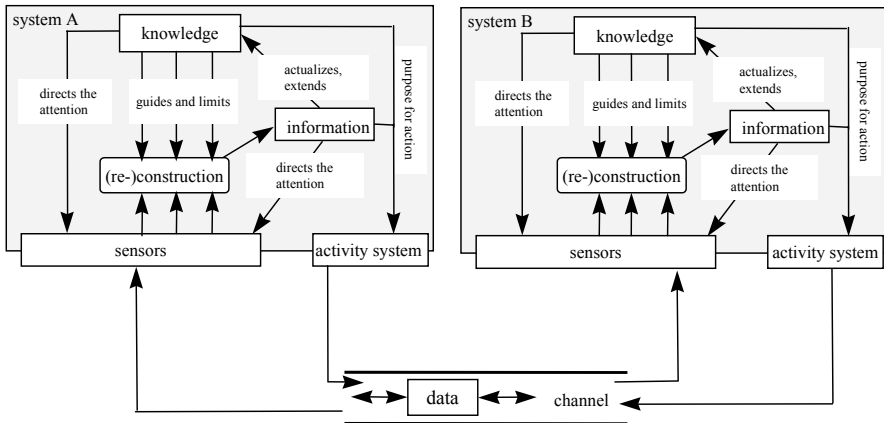 system A
knowledge
actualizes,
extends
directs the
attention
guides and limits
purpose for action
information
(re-)construction
directs the
attention
sensors
activity system
system B
knowledge
actualizes,
extends
directs the
attention
guides and limits
purpose for action
information
(re-)construction
directs the
attention
sensors
activity system
data
channel